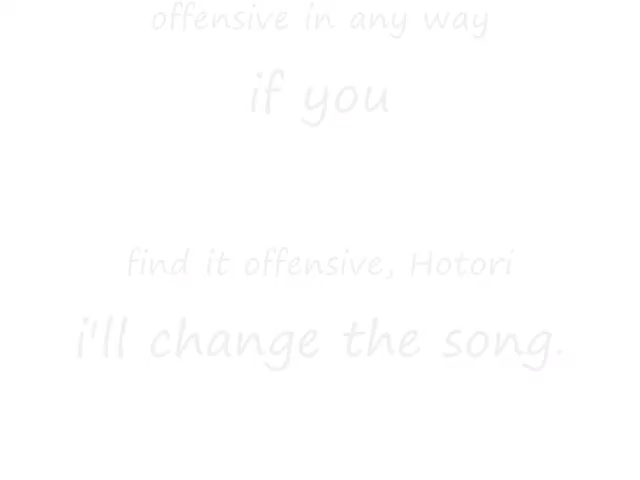 offensive in any way
if you
find it offensive, Hotori
i'll change the song.